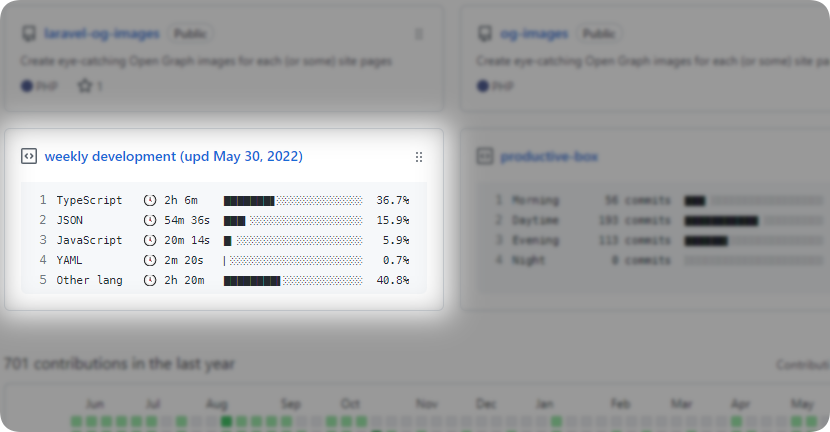 laravel-og-images Public
Create eye-catching Open Graph images for each (or some) site pages
PHP 1
og-images Public
Create eye-catching Open Graph images for each (or some) site pa
PHP
weekly development (upd May 30, 2022)
1 TypeScript 2h 6m 36.7%
2 JSON 54m 36s 15.9%
3 JavaScript 20m 14s 5.9%
4 YAML 2m 20s 0.7%
5 Other lang 2h 20m 40.8%
productive-box
1 Morning 56 commits
2 Daytime 193 commits
3 Evening 113 commits
4 Night 0 commits
701 contributions in the last year
Contributi
Jun Jul Aug Sep Oct Nov Dec Jan Feb Mar Apr May